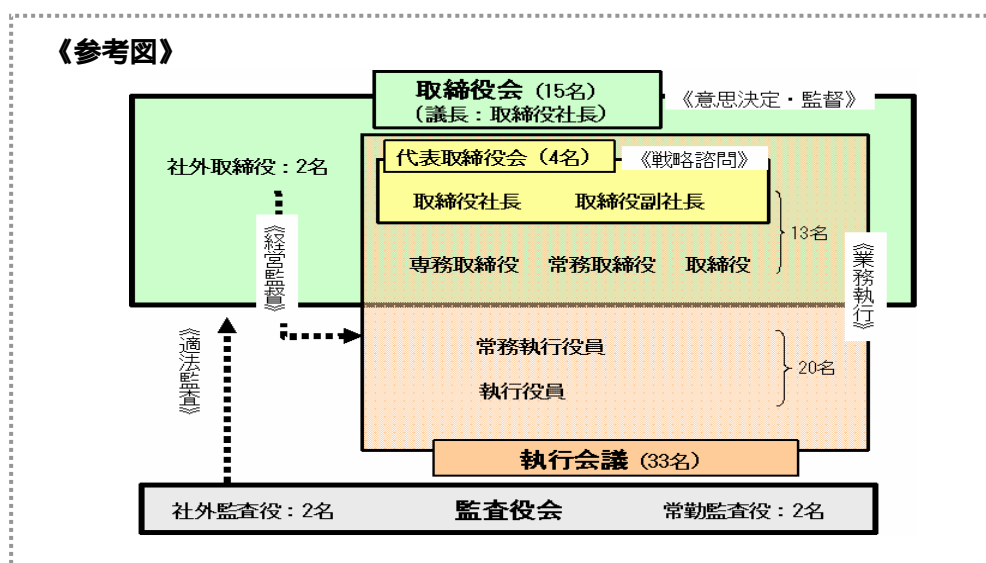 《参考図》
取締役会 (15名)
(議長:取締役社長)
《意思決定・監督》
社外取締役:2名
代表取締役会 (4名)
《戦略諮問》
取締役社長 取締役副社長
13名
専務取締役 常務取締役 取締役
《経営監督》
《業務執行》
《適法監査》
常務執行役員
執行役員
20名
執行会議 (33名)
社外監査役:2名 監査役会 常勤監査役:2名